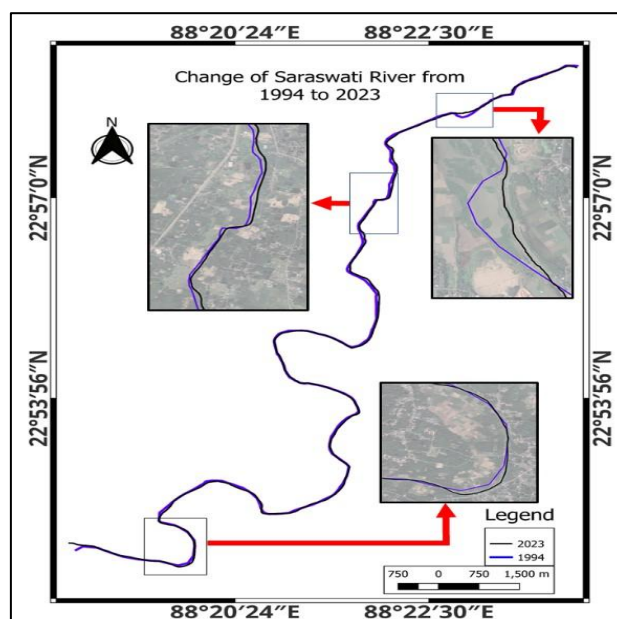 88°20′24″E 88°22′30″E
Change of Saraswati River from
1994 to 2023
N
22°57′0″N 22°57′0″N
22°53′56″N 22°53′56″N
Legend
2023
1994
750 0 750 1,500 m
88°20′24″E 88°22′30″E